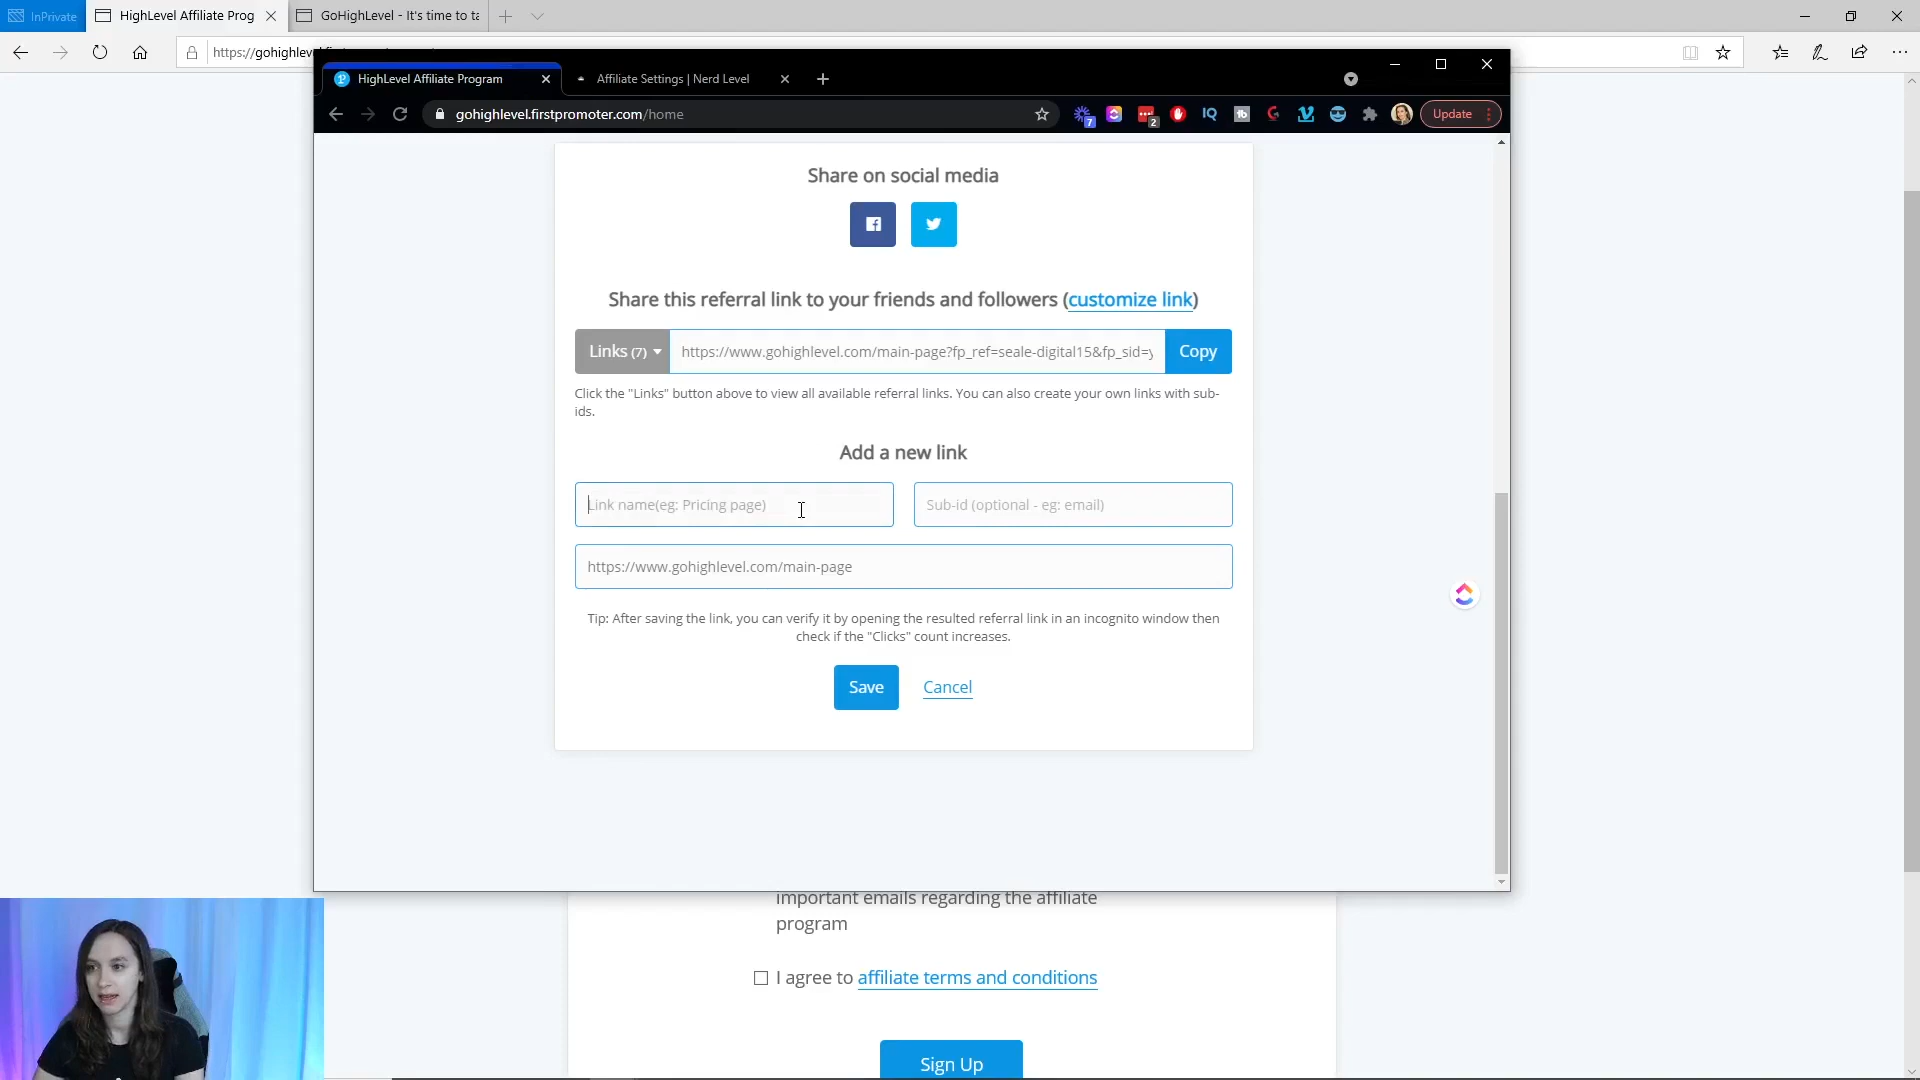 InPrivate
HighLevel Affiliate Prog
GoHighLevel - It's time to ta
https://gohighlevel
HighLevel Affiliate Program
Affiliate Settings | Nerd Level
gohighlevel.firstpromoter.com/home
7
2
IQ
tb
Update
Share on social media
Share this referral link to your friends and followers (customize link)
Links (7)
https://www.gohighlevel.com/main-page?fp_ref=seale-digital15&fp_sid=y
Copy
Click the "Links" button above to view all available referral links. You can also create your own links with sub-
ids.
Add a new link
Link name(eg: Pricing page)
Sub-id (optional - eg: email)
https://www.gohighlevel.com/main-page
Tip: After saving the link, you can verify it by opening the resulted referral link in an incognito window then
check if the "Clicks" count increases.
Save
Cancel
important emails regarding the affiliate
program
I agree to affiliate terms and conditions
Sign Up